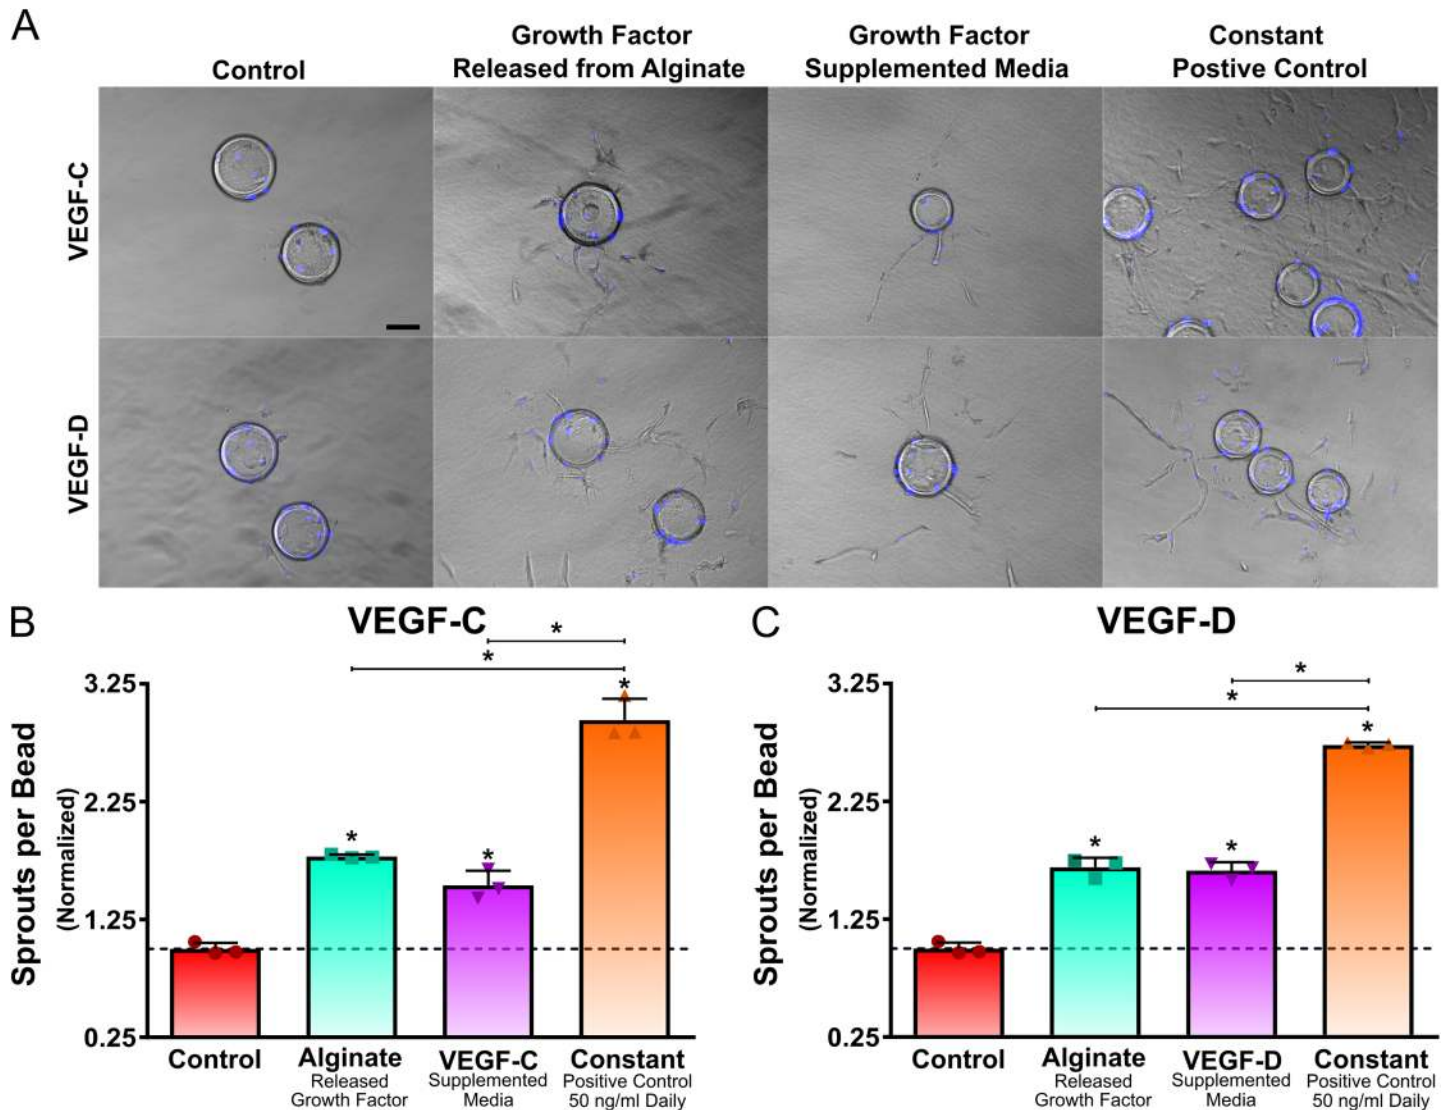 A
Control
Growth Factor
Released from Alginate
Growth Factor
Supplemented Media
Constant
Postive Control
VEGF-C
VEGF-D
B
VEGF-C
*
*
*
*
*
3.25
2.25
1.25
0.25
Sprouts per Bead
(Normalized)
Control
Alginate
Released
Growth Factor
VEGF-C
Supplemented
Media
Constant
Positive Control
50 ng/ml Daily
C
VEGF-D
*
*
*
*
*
3.25
2.25
1.25
0.25
Sprouts per Bead
(Normalized)
Control
Alginate
Released
Growth Factor
VEGF-D
Supplemented
Media
Constant
Positive Control
50 ng/ml Daily